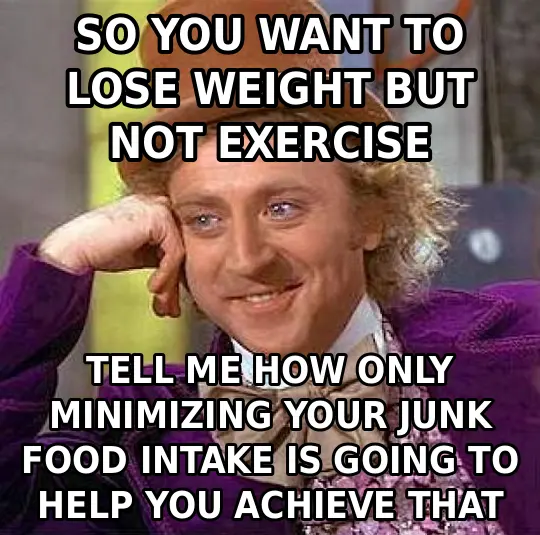 SO YOU WANT TO
LOSE WEIGHT BUT
NOT EXERCISE
TELL ME HOW ONLY
MINIMIZING YOUR JUNK
FOOD INTAKE IS GOING TO
HELP YOU ACHIEVE THAT